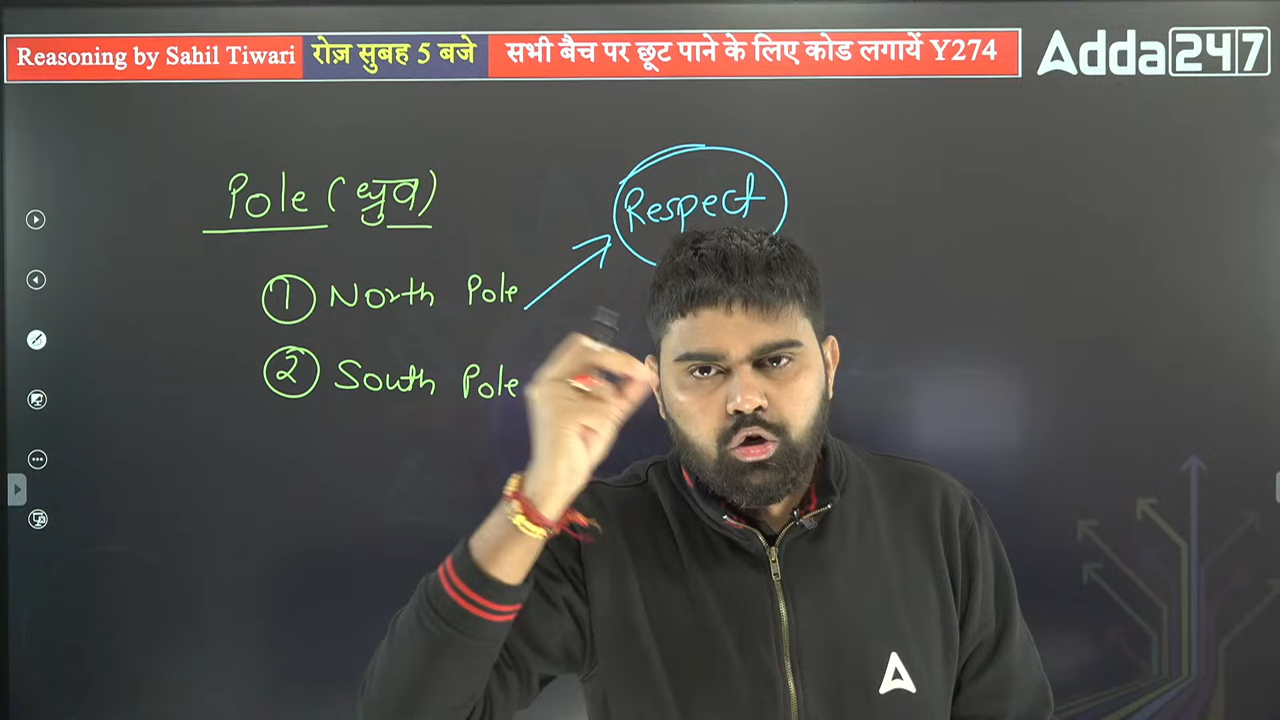 Reasoning by Sahil Tiwari रोज़ सुबह 5 बजे सभी बैच पर छूट पाने के लिए कोड लगायें Y274 Adda247
Pole (ध्रुव)
Respect
① North Pole
② South Pole